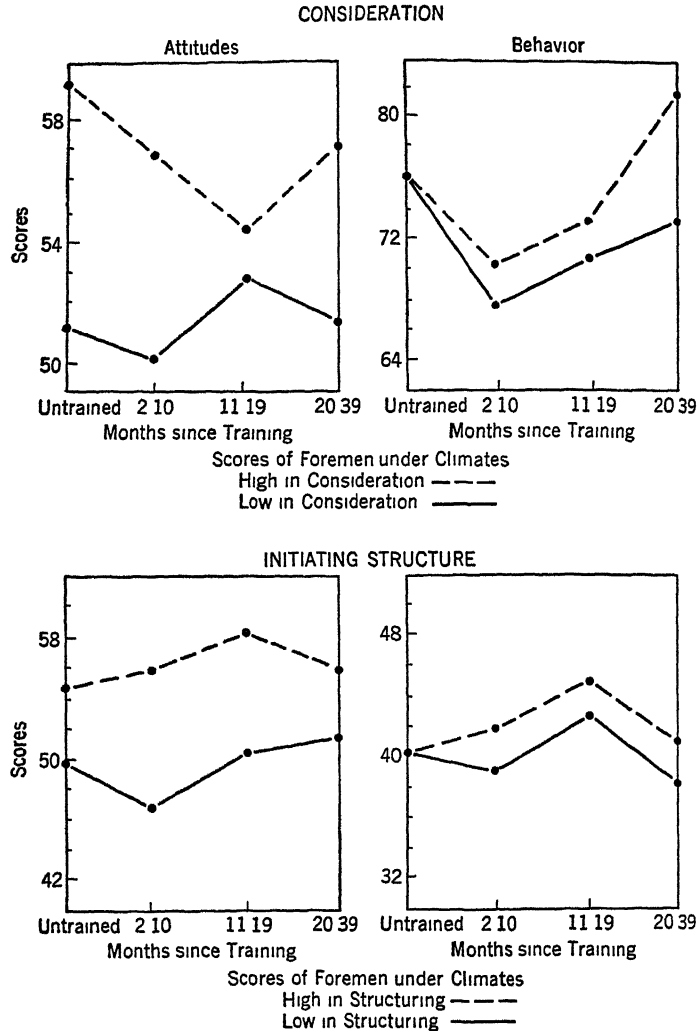 CONSIDERATION
Attitudes
Behavior
58
54
50
Scores
80
72
64
Untrained 2 10 11 19 20 39
Months since Training
Untrained 2 10 11 19 20 39
Months since Training
Scores of Foremen under Climates
High in Consideration
Low in Consideration
INITIATING STRUCTURE
58
50
42
Scores
48
40
32
Untrained 2 10 11 19 20 39
Months since Training
Untrained 2 10 11 19 20 39
Months since Training
Scores of Foremen under Climates
High in Structuring
Low in Structuring